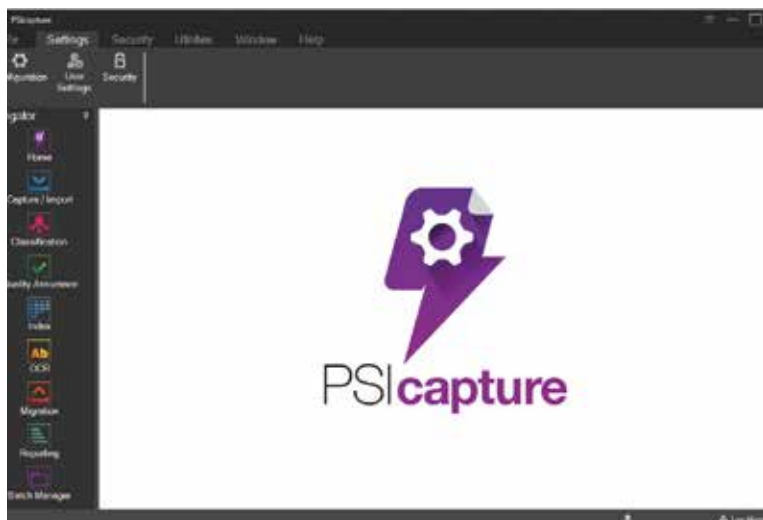 PSIcapture
Settings Security Utilities Window Help
User Settings
Security
Home
Capture / Import
Classification
Index
Ab
OCR
Migration
Reporting
Batch Manager
PSIcapture